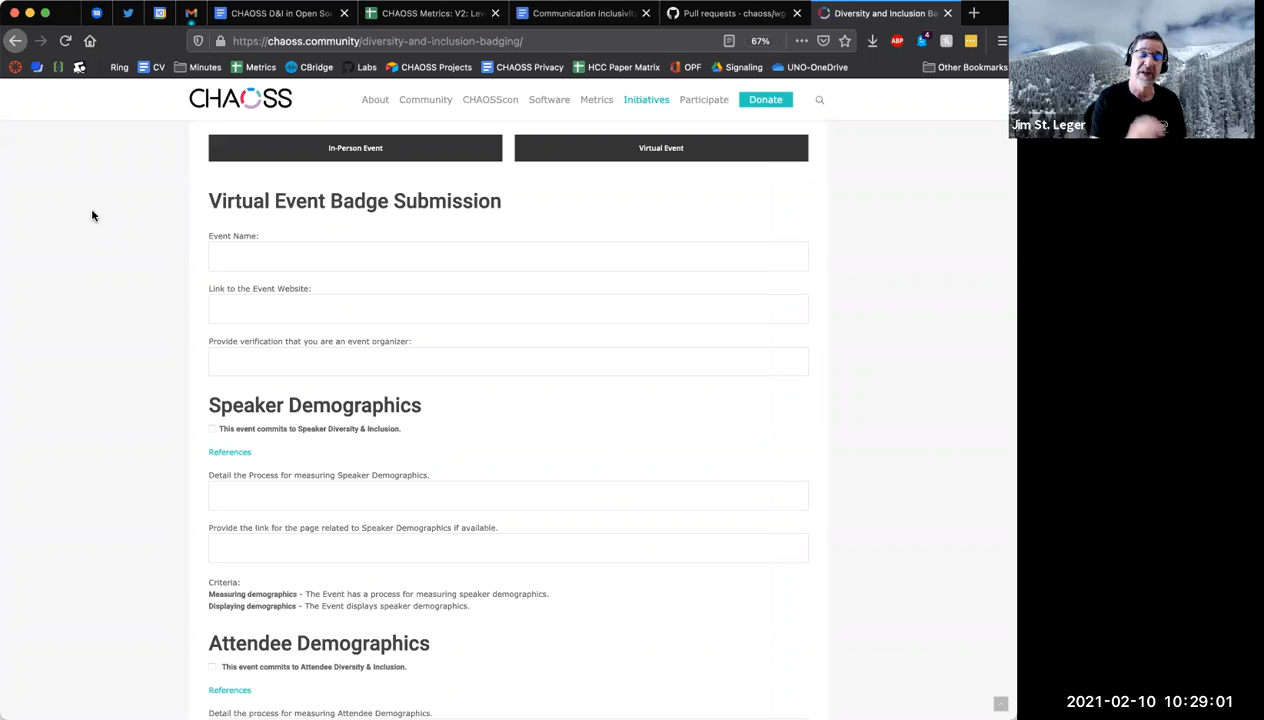 CHAOSS D&I in Open So
CHAOSS Metrics: V2: Lev
Communication Inclusivit
Pull requests · chaoss/wg
Diversity and Inclusion Ba
https://chaoss.community/diversity-and-inclusion-badging/
67%
ABP
4
Ring
CV
Minutes
Metrics
CBridge
Labs
CHAOSS Projects
CHAOSS Privacy
HCC Paper Matrix
OPF
Signaling
UNO-OneDrive
Other Bookmarks
CHAOSS
About
Community
CHAOSScon
Software
Metrics
Initiatives
Participate
Donate
Jim St. Leger
In-Person Event
Virtual Event
Virtual Event Badge Submission
Event Name:
Link to the Event Website:
Provide verification that you are an event organizer:
Speaker Demographics
This event commits to Speaker Diversity & Inclusion.
References
Detail the Process for measuring Speaker Demographics.
Provide the link for the page related to Speaker Demographics if available.
Criteria:
Measuring demographics - The Event has a process for measuring speaker demographics.
Displaying demographics - The Event displays speaker demographics.
Attendee Demographics
This event commits to Attendee Diversity & Inclusion.
References
Detail the process for measuring Attendee Demographics.
2021-02-10 10:29:01